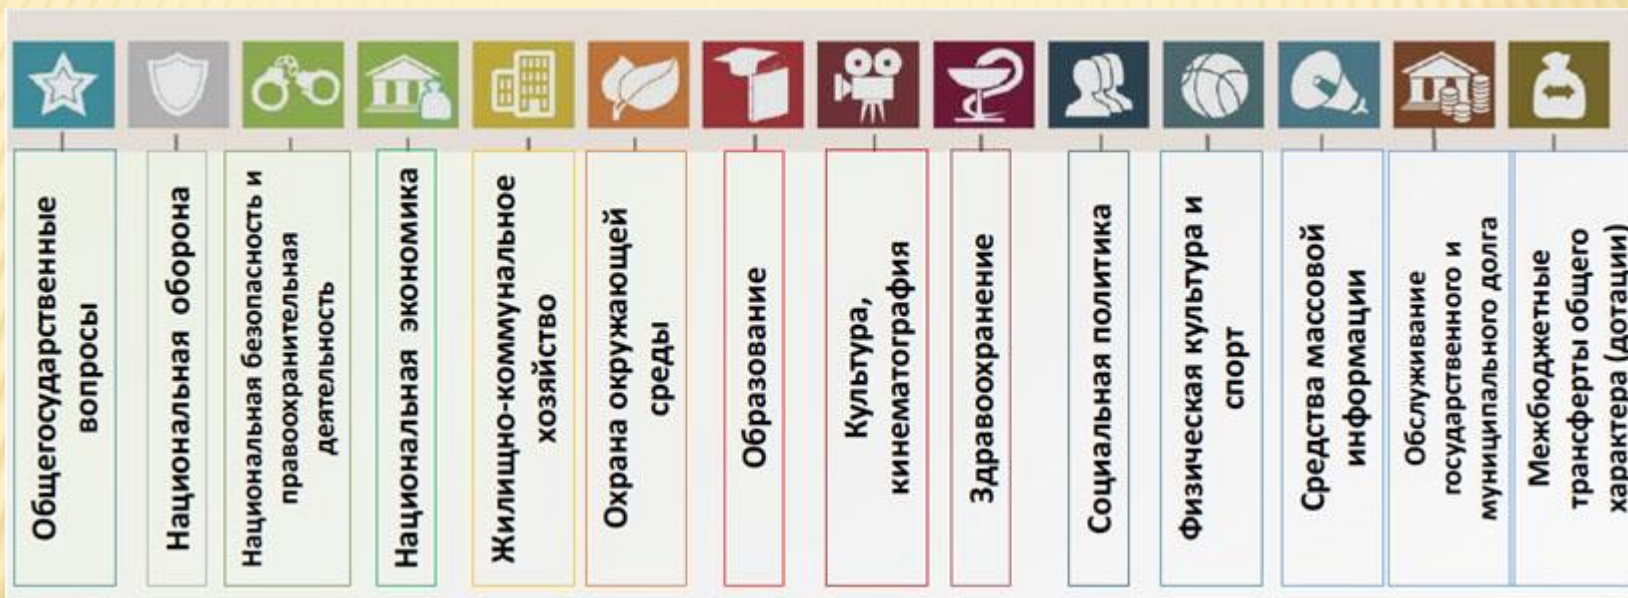 Общегосударственные
вопросы
Национальная оборона
Национальная безопасность и
правоохранительная
деятельность
Национальная экономика
Жилищно-коммунальное
хозяйство
Охрана окружающей
среды
Образование
Культура,
кинематография
Здравоохранение
Социальная политика
Физическая культура и
спорт
Средства массовой
информации
Обслуживание
государственного и
муниципального долга
Межбюджетные
трансферты общего
характера (дотации)